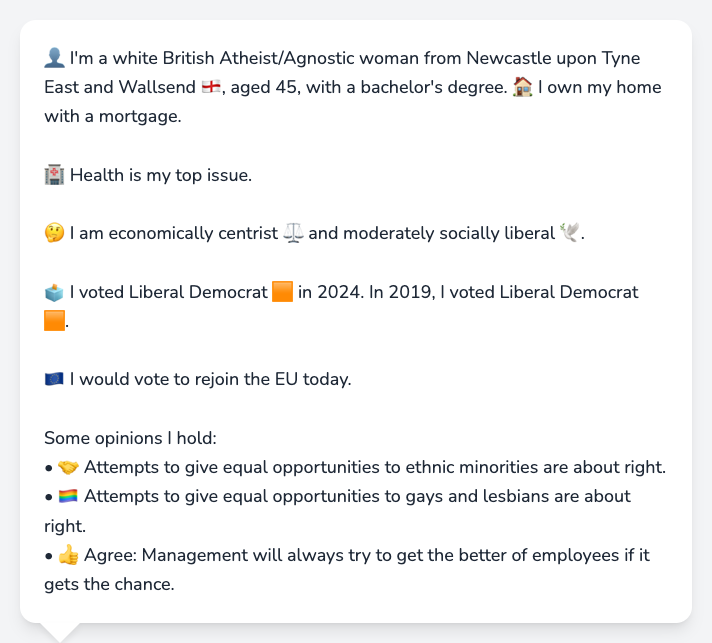 👤 I'm a white British Atheist/Agnostic woman from Newcastle upon Tyne
East and Wallsend 🏴󠁧󠁢󠁥󠁮󠁧󠁿, aged 45, with a bachelor's degree. 🏠 I own my home
with a mortgage.
🏥 Health is my top issue.
🤔 I am economically centrist ⚖️ and moderately socially liberal 🕊️.
🗳️ I voted Liberal Democrat 🟧 in 2024. In 2019, I voted Liberal Democrat
🟧.
🇪🇺 I would vote to rejoin the EU today.
Some opinions I hold:
• 🤝 Attempts to give equal opportunities to ethnic minorities are about right.
• 🏳️‍🌈 Attempts to give equal opportunities to gays and lesbians are about
right.
• 👍 Agree: Management will always try to get the better of employees if it
gets the chance.